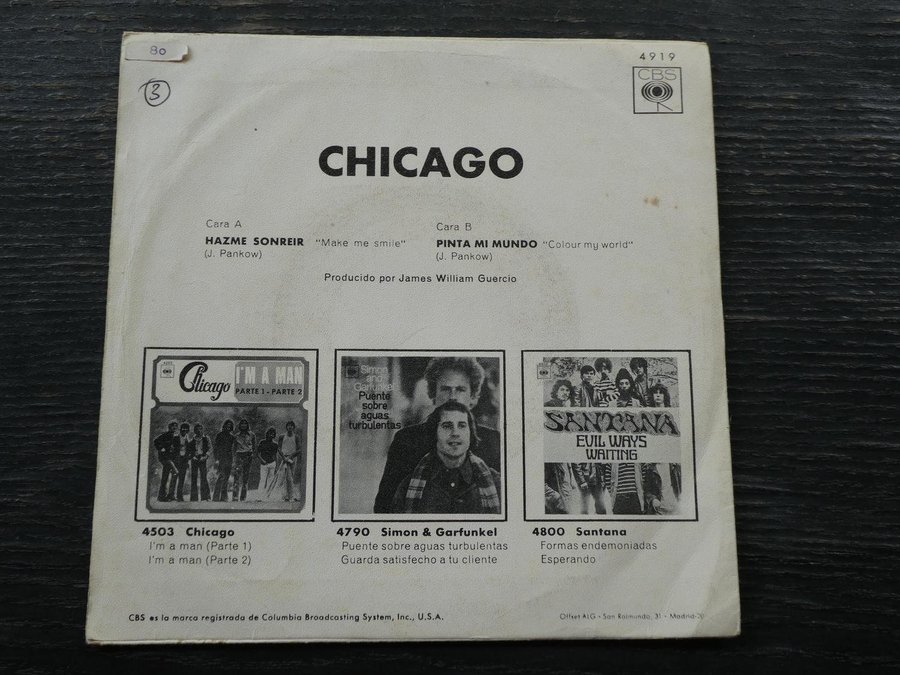 80
3
4919
CBS
CHICAGO
Cara A
HAZME SONREIR "Make me smile"
(J. Pankow)
Cara B
PINTA MI MUNDO "Colour my world"
(J. Pankow)
Producido por James William Guercio
Chicago
I'M A MAN
PARTE 1 - PARTE 2
Simon
and
Garfunkel
Puente
sobre
aguas
turbulentas
SANTANA
EVIL WAYS
WAITING
4503 Chicago
I'm a man (Parte 1)
I'm a man (Parte 2)
4790 Simon & Garfunkel
Puente sobre aguas turbulentas
Guarda satisfecho a tu cliente
4800 Santana
Formas endemoniadas
Esperando
CBS es la marca registrada de Columbia Broadcasting System, Inc., U.S.A.
Offset ALG - San Raimundo, 31 - Madrid-20